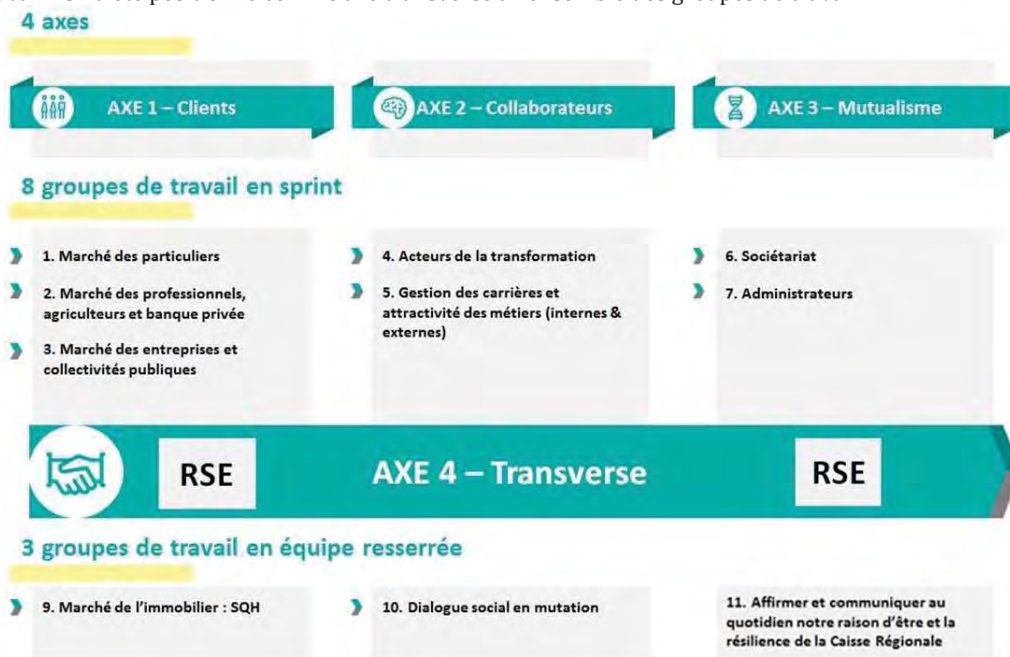 4 axes
AXE 1 – Clients
AXE 2 – Collaborateurs
AXE 3 – Mutualisme
8 groupes de travail en sprint
1. Marché des particuliers
2. Marché des professionnels,
agriculteurs et banque privée
3. Marché des entreprises et
collectivités publiques
4. Acteurs de la transformation
5. Gestion des carrières et
attractivité des métiers (internes &
externes)
6. Sociétariat
7. Administrateurs
RSE
AXE 4 – Transverse
RSE
3 groupes de travail en équipe resserrée
9. Marché de l'immobilier : SQH
10. Dialogue social en mutation
11. Affirmer et communiquer au
quotidien notre raison d'être et la
résilience de la Caisse Régionale